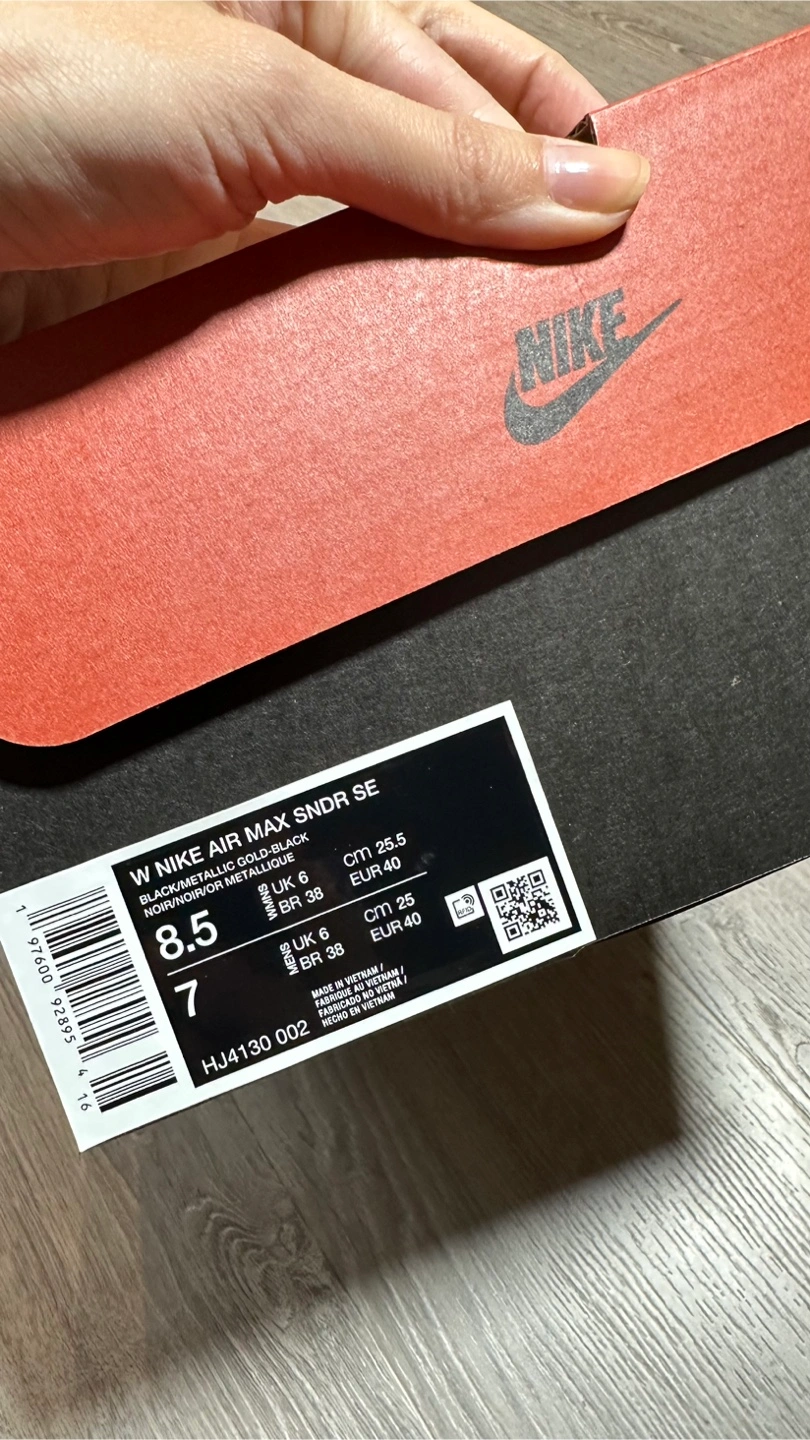 NIKE
W NIKE AIR MAX SNDR SE
BLACK/METALLIC GOLD-BLACK
NOIR/NOIR/OR METALLIQUE
8.5
WMNS
UK 6
BR 38
cm 25.5
EUR 40
7
MENS
UK 6
BR 38
cm 25
EUR 40
MADE IN VIETNAM /
FABRIQUE AU VIETNAM /
FABRICADO NO VIETNÃ /
HECHO EN VIETNAM
HJ4130 002
RFID
1 97600 92895 4 16